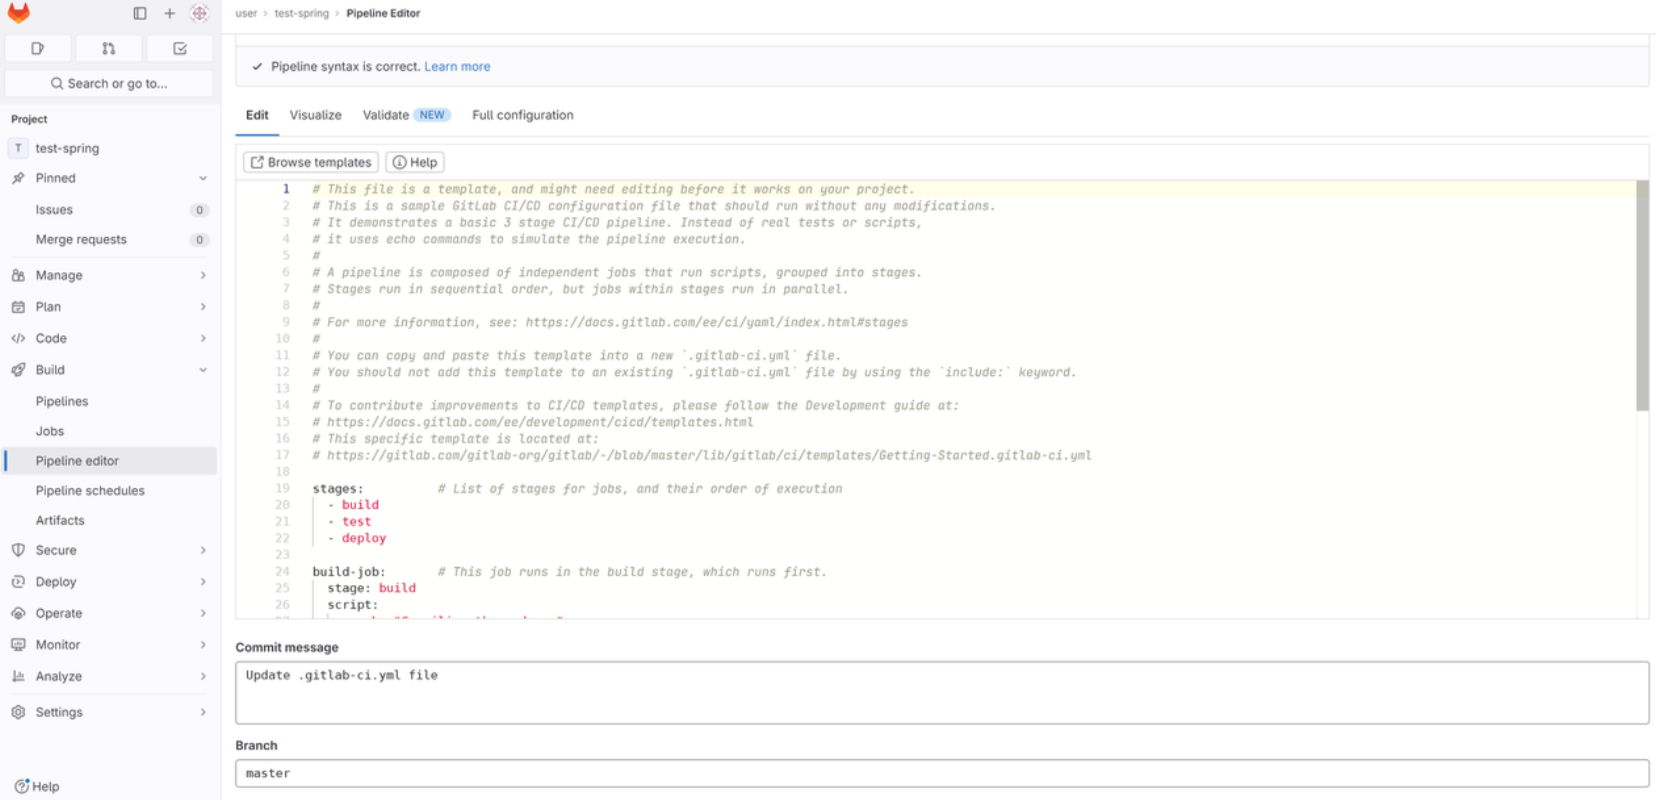 user > test-spring > Pipeline Editor
Search or go to...
Project
T test-spring
Pinned
Issues 0
Merge requests 0
Manage
Plan
Code
Build
Pipelines
Jobs
Pipeline editor
Pipeline schedules
Artifacts
Secure
Deploy
Operate
Monitor
Analyze
Settings
Help
Pipeline syntax is correct. Learn more
Edit Visualize Validate NEW Full configuration
Browse templates Help
1 # This file is a template, and might need editing before it works on your project.
2 # This is a sample GitLab CI/CD configuration file that should run without any modifications.
3 # It demonstrates a basic 3 stage CI/CD pipeline. Instead of real tests or scripts,
4 # it uses echo commands to simulate the pipeline execution.
5 #
6 # A pipeline is composed of independent jobs that run scripts, grouped into stages.
7 # Stages run in sequential order, but jobs within stages run in parallel.
8 #
9 # For more information, see: https://docs.gitlab.com/ee/ci/yaml/index.html#stages
10 #
11 # You can copy and paste this template into a new `.gitlab-ci.yml` file.
12 # You should not add this template to an existing `.gitlab-ci.yml` file by using the `include:` keyword.
13 #
14 # To contribute improvements to CI/CD templates, please follow the Development guide at:
15 # https://docs.gitlab.com/ee/development/cicd/templates.html
16 # This specific template is located at:
17 # https://gitlab.com/gitlab-org/gitlab/-/blob/master/lib/gitlab/ci/templates/Getting-Started.gitlab-ci.yml
18
19 stages: # List of stages for jobs, and their order of execution
20 - build
21 - test
22 - deploy
23
24 build-job: # This job runs in the build stage, which runs first.
25 stage: build
26 script:
Commit message
Update .gitlab-ci.yml file
Branch
master